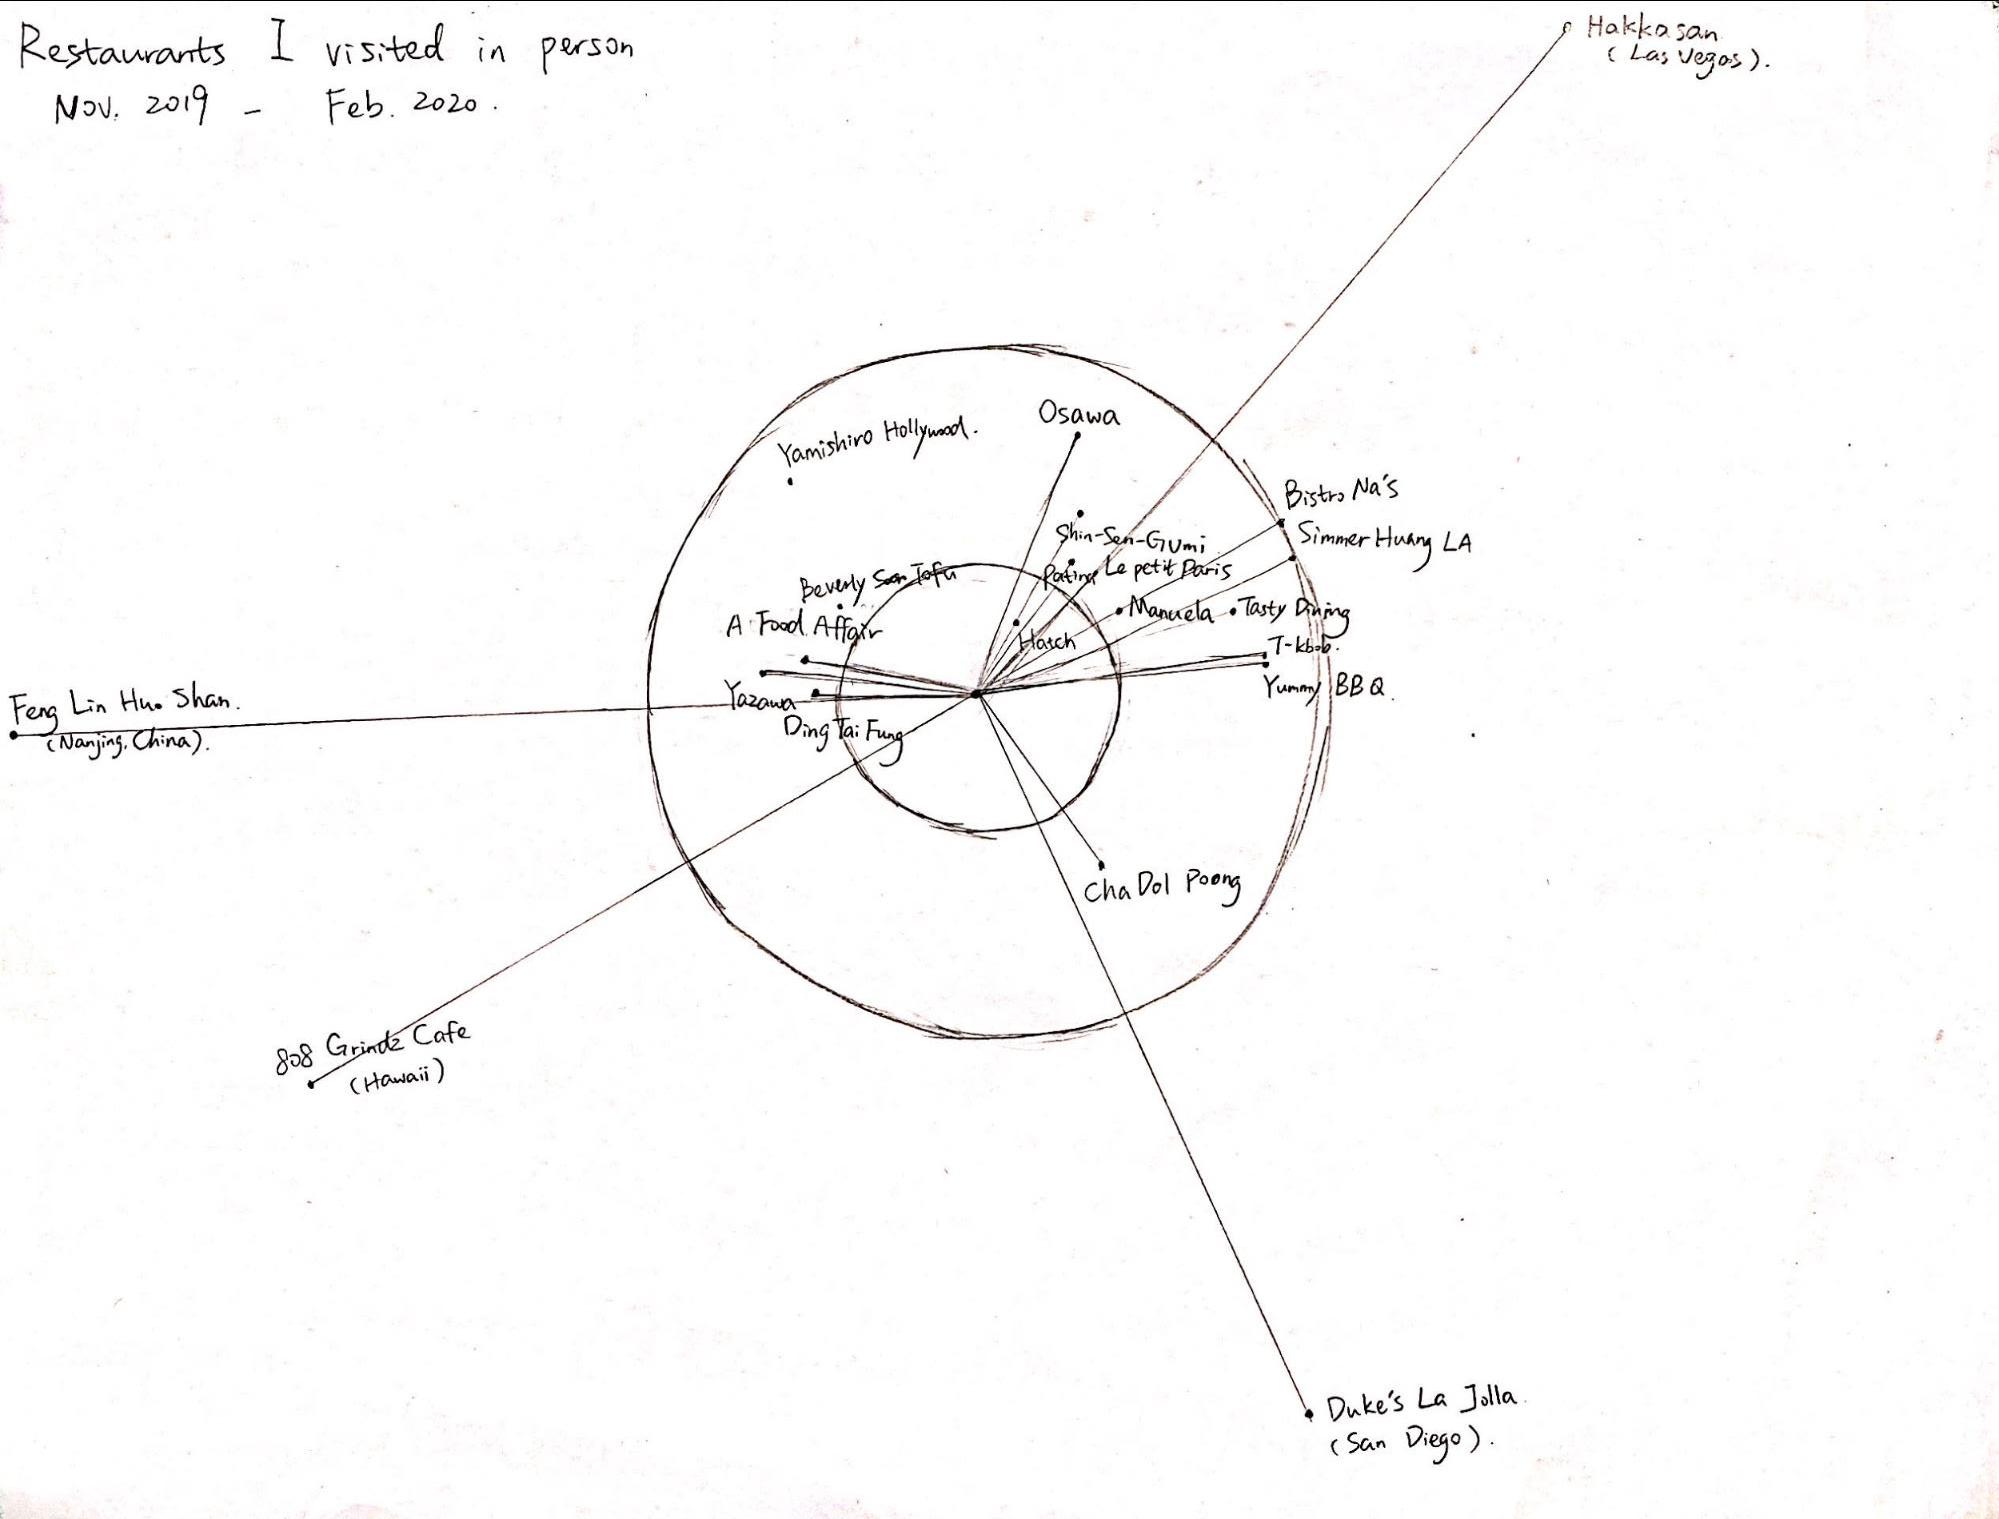 Restaurants I visited in person
Nov. 2019 - Feb. 2020.
Hakkasan
(Las Vegas).
Osawa
Yamishiro Hollywood.
Bistro Na's
Simmer Huang LA
Shin-Sen-Gumi
Patina Le petit Paris
Beverly Soon Tofu
Manuela
Tasty Dining
A Food Affair
Hatch
T-kbob.
Yummy BBQ.
Yazawa
Feng Lin Huo Shan.
(Nanjing, China).
Ding Tai Fung
Cha Dol Poong
808 Grindz Cafe
(Hawaii)
Duke's La Jolla
(San Diego).